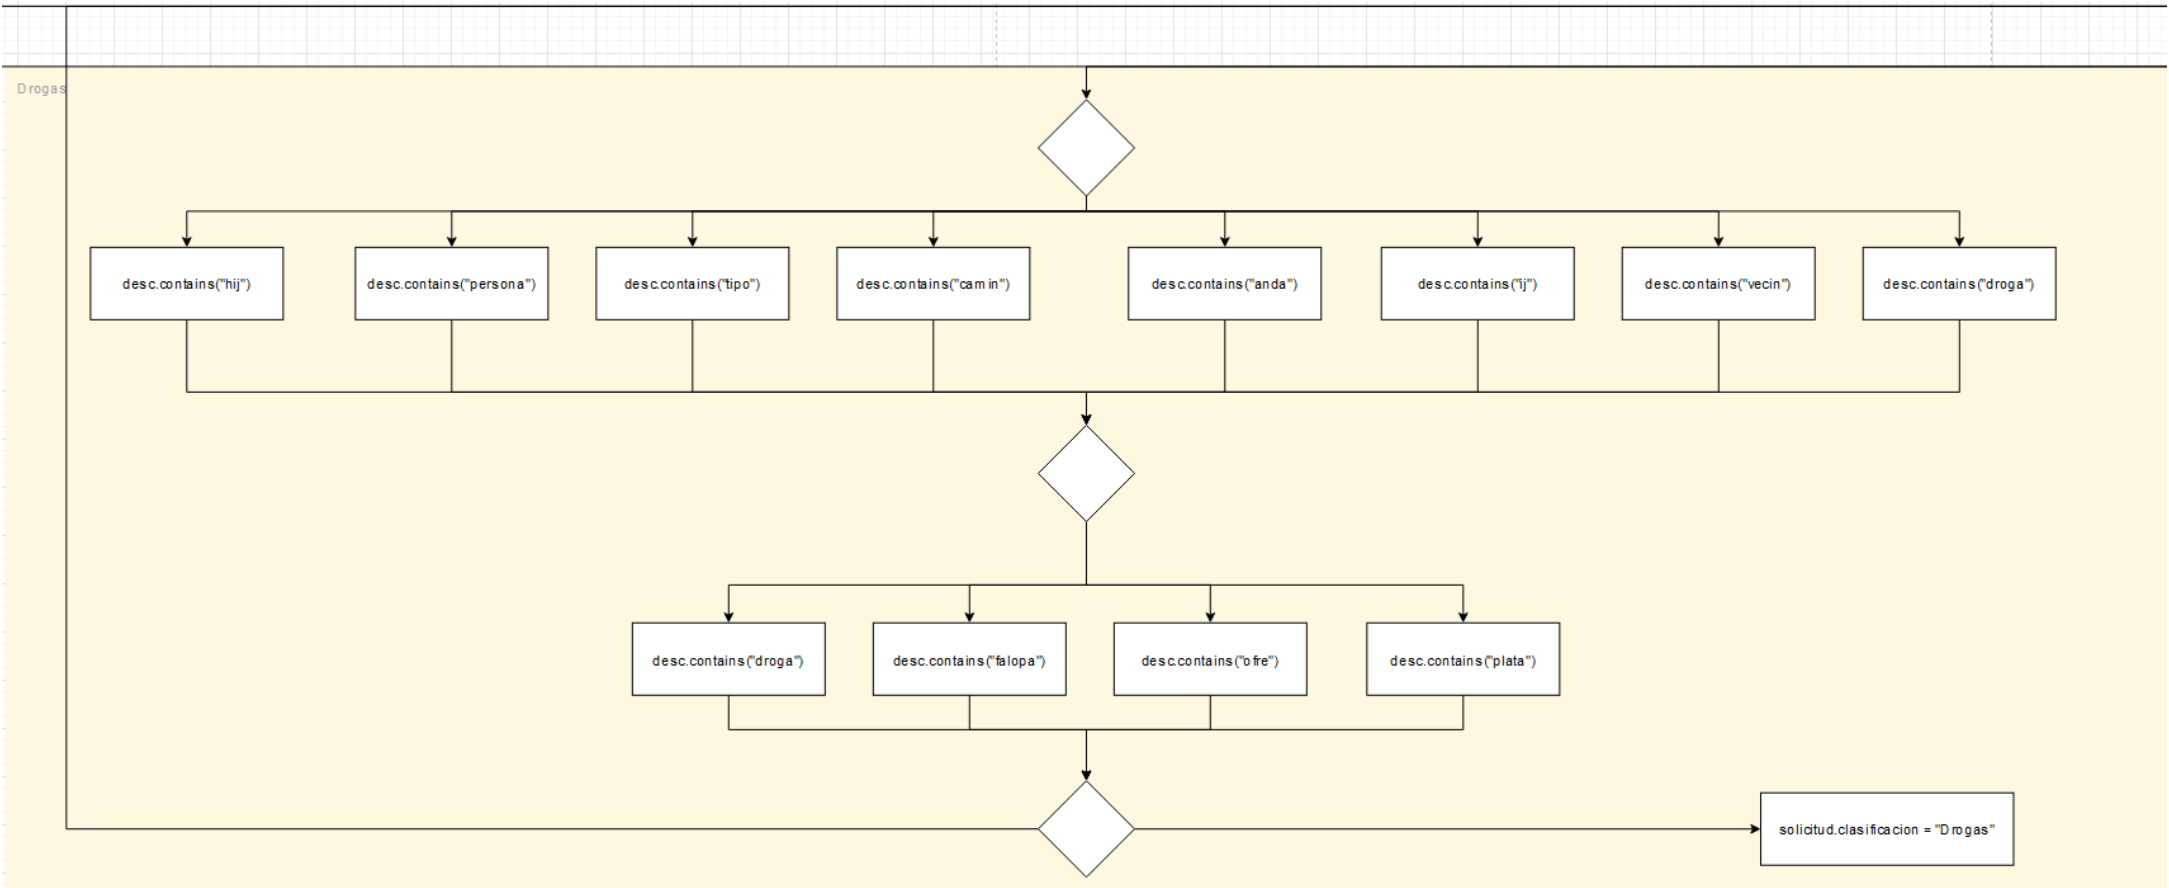 Drogas
desc.contains("hij")
desc.contains("persona")
desc.contains("tipo")
desc.contains("camin")
desc.contains("anda")
desc.contains("ij")
desc.contains("vecin")
desc.contains("droga")
desc.contains("droga")
desc.contains("falopa")
desc.contains("ofre")
desc.contains("plata")
solicitud.clasificacion = "Drogas"